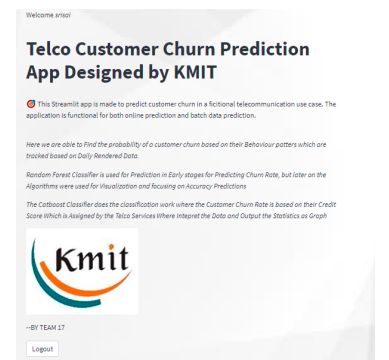 Welcome srisai
Telco Customer Churn Prediction
App Designed by KMIT
🎯 This Streamlit app is made to predict customer churn in a ficitional telecommunication use case. The
application is functional for both online prediction and batch data prediction.
Here we are able to Find the probability of a customer churn based on their Behaviour patters which are
tracked based on Daily Rendered Data.
Random Forest Classifier is used for Prediction in Early stages for Predicting Churn Rate, but later on the
Algorithms were used for Visualization and focusing on Accuracy Predictions
The Catboost Classifier does the classification work where the Customer Churn Rate is based on their Credit
Score Which is Assigned by the Telco Services Where Intepret the Data and Output the Statistics as Graph
Kmit
--BY TEAM 17
Logout